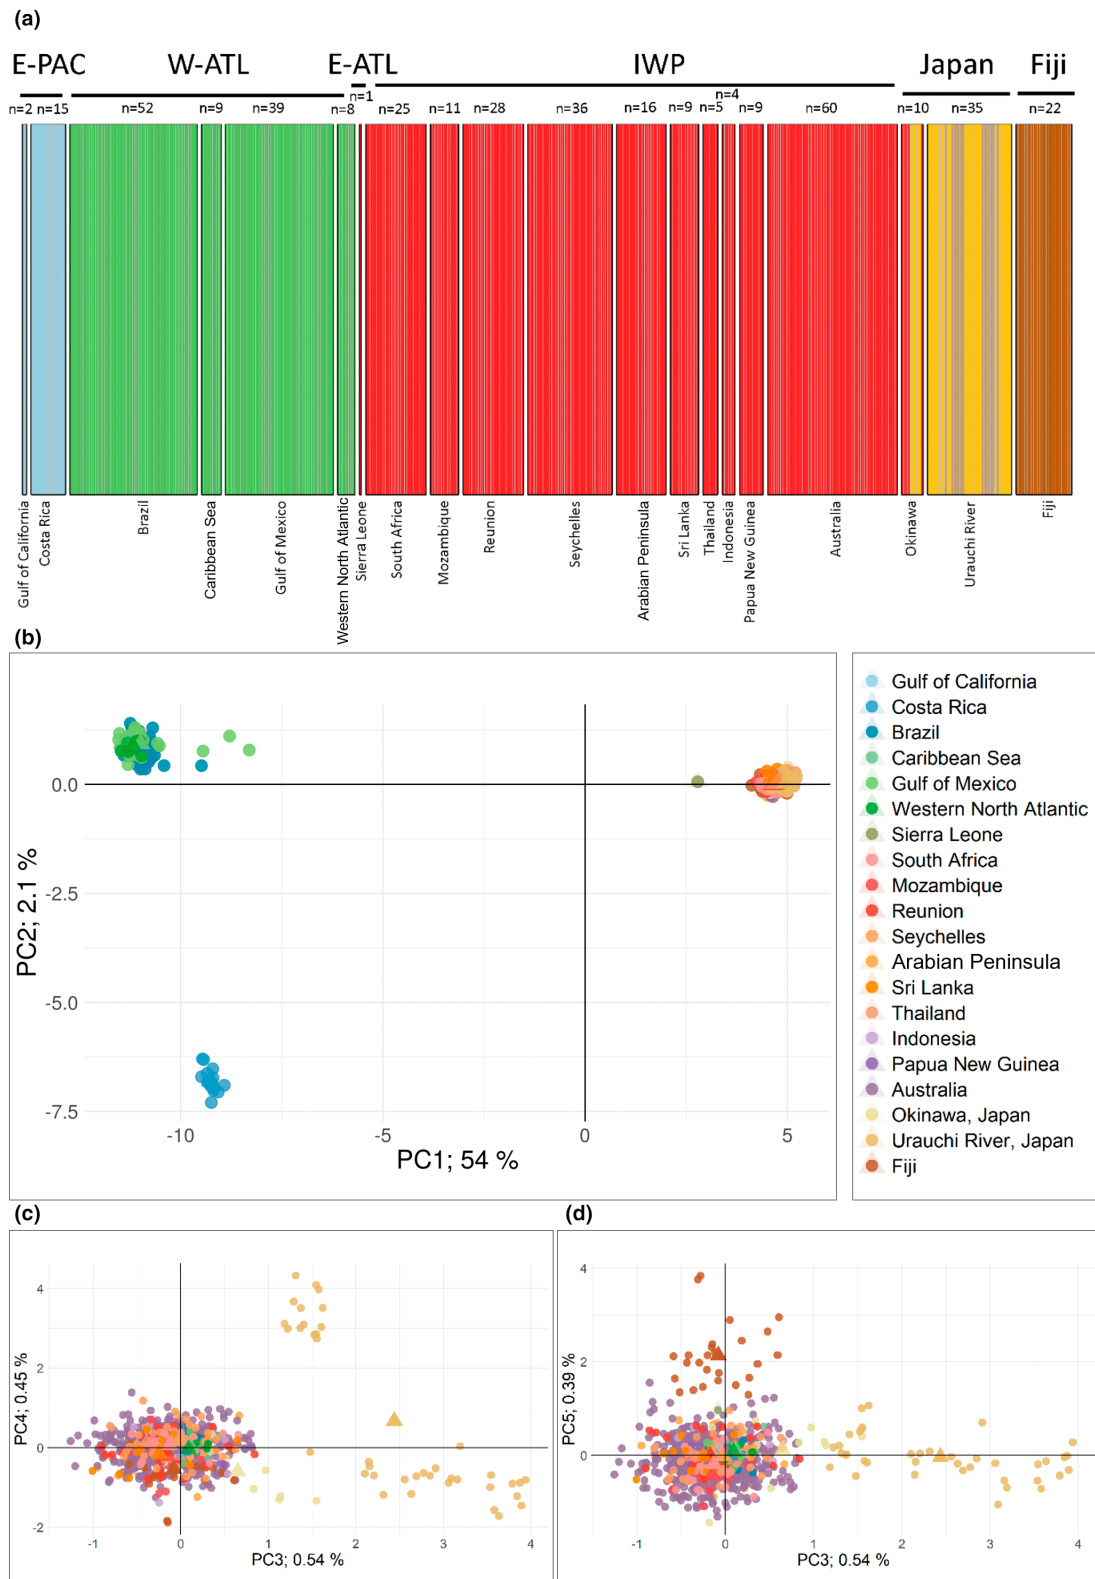 (a)
E-PAC W-ATL E-ATL IWP Japan Fiji
n=2 n=15 n=52 n=9 n=39 n=8 n=1 n=25 n=11 n=28 n=36 n=16 n=9 n=5 n=4 n=9 n=60 n=10 n=35 n=22
Gulf of California
Costa Rica
Brazil
Caribbean Sea
Gulf of Mexico
Western North Atlantic
Sierra Leone
South Africa
Mozambique
Reunion
Seychelles
Arabian Peninsula
Sri Lanka
Thailand
Indonesia
Papua New Guinea
Australia
Okinawa
Urauchi River
Fiji
(b)
PC2; 2.1 %
0.0
-2.5
-5.0
-7.5
-10 -5 0 5
PC1; 54 %
Gulf of California
Costa Rica
Brazil
Caribbean Sea
Gulf of Mexico
Western North Atlantic
Sierra Leone
South Africa
Mozambique
Reunion
Seychelles
Arabian Peninsula
Sri Lanka
Thailand
Indonesia
Papua New Guinea
Australia
Okinawa, Japan
Urauchi River, Japan
Fiji
(c)
PC4; 0.45 %
4
2
0
-2
-1 0 1 2 3 4
PC3; 0.54 %
(d)
PC5; 0.39 %
4
2
0
-1 0 1 2 3 4
PC3; 0.54 %